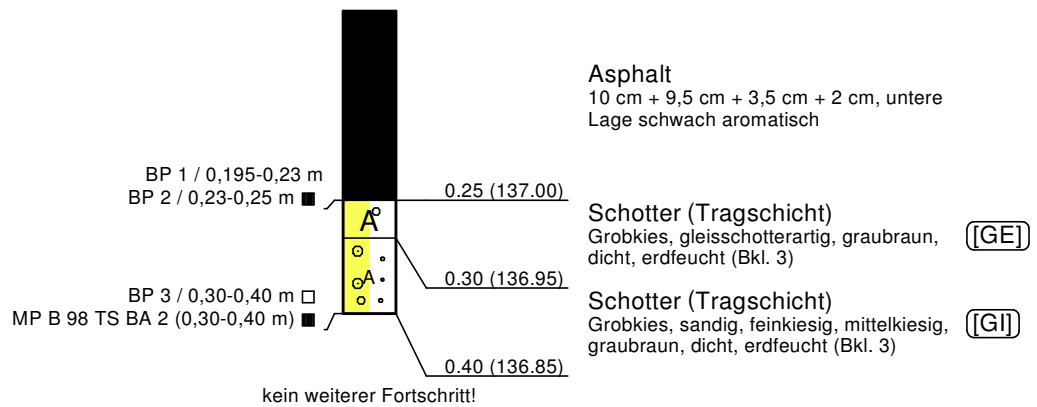 Asphalt
10 cm + 9,5 cm + 3,5 cm + 2 cm, untere
Lage schwach aromatisch
BP 1 / 0,195-0,23 m
BP 2 / 0,23-0,25 m
0.25 (137.00)
A
Schotter (Tragschicht)
Grobkies, gleisschotterartig, graubraun,
dicht, erdfeucht (Bkl. 3)
[GE]
0.30 (136.95)
A
BP 3 / 0,30-0,40 m
MP B 98 TS BA 2 (0,30-0,40 m)
Schotter (Tragschicht)
Grobkies, sandig, feinkiesig, mittelkiesig,
graubraun, dicht, erdfeucht (Bkl. 3)
[GI]
0.40 (136.85)
kein weiterer Fortschritt!